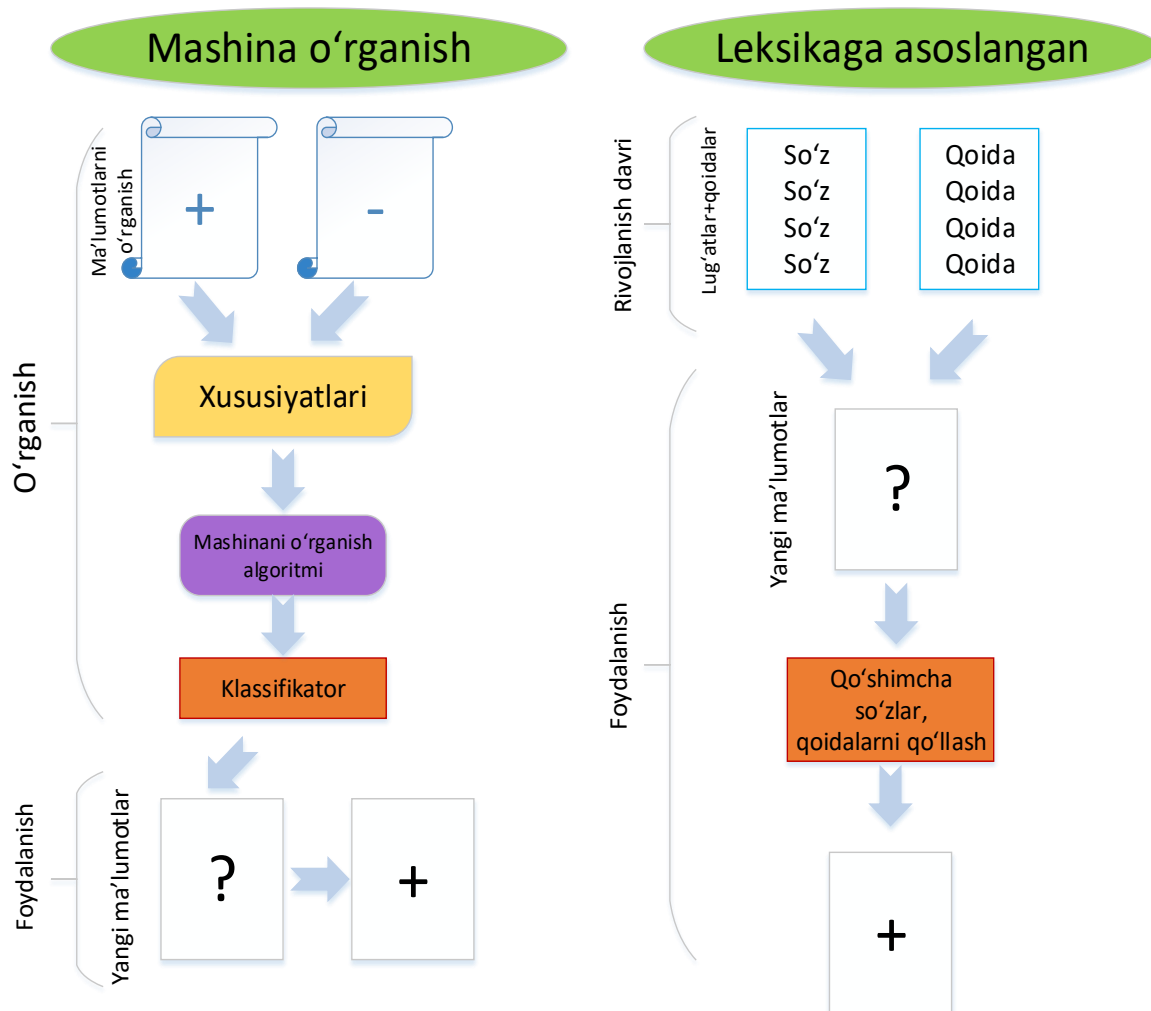 Mashina o‘rganish
Ma’lumotlarni
o‘rganish
+
-
O‘rganish
Xususiyatlari
Mashinani o‘rganish
algoritmi
Klassifikator
Foydalanish
Yangi ma’lumotlar
?
+
Leksikaga asoslangan
Rivojlanish davri
Lug‘atlar+qoidalar
So‘z
So‘z
So‘z
So‘z
Qoida
Qoida
Qoida
Qoida
Foydalanish
Yangi ma’lumotlar
?
Qo‘shimcha
so‘zlar,
qoidalarni qo‘llash
+